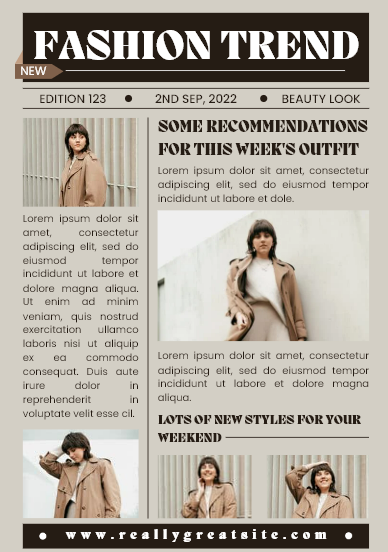 FASHION TREND
NEW
EDITION 123 ● 2ND SEP, 2022 ● BEAUTY LOOK
Lorem ipsum dolor sit
amet, consectetur
adipiscing elit, sed do
eiusmod tempor
incididunt ut labore et
dolore magna aliqua.
Ut enim ad minim
veniam, quis nostrud
exercitation ullamco
laboris nisi ut aliquip
ex ea commodo
consequat. Duis aute
irure dolor in
reprehenderit in
voluptate velit esse cil.
SOME RECOMMENDATIONS
FOR THIS WEEK'S OUTFIT
Lorem ipsum dolor sit amet, consectetur
adipiscing elit, sed do eiusmod tempor
incididunt ut labore et dole.
Lorem ipsum dolor sit amet, consectetur
adipiscing elit, sed do eiusmod tempor
incididunt ut labore et dolore magna
aliqua.
LOTS OF NEW STYLES FOR YOUR
WEEKEND
● www.reallygreatsite.com ●